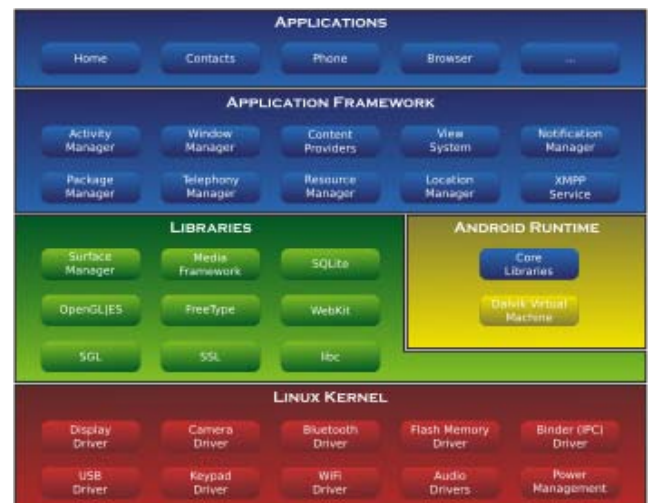 APPLICATIONS
Home Contacts Phone Browser ...
APPLICATION FRAMEWORK
Activity Manager
Window Manager
Content Providers
View System
Notification Manager
Package Manager
Telephony Manager
Resource Manager
Location Manager
XMPP Service
LIBRARIES
Surface Manager
Media Framework
SQLite
OpenGL|ES
FreeType
WebKit
SGL
SSL
libc
ANDROID RUNTIME
Core Libraries
Dalvik Virtual Machine
LINUX KERNEL
Display Driver
Camera Driver
Bluetooth Driver
Flash Memory Driver
Binder (IPC) Driver
USB Driver
Keypad Driver
WiFi Driver
Audio Drivers
Power Management